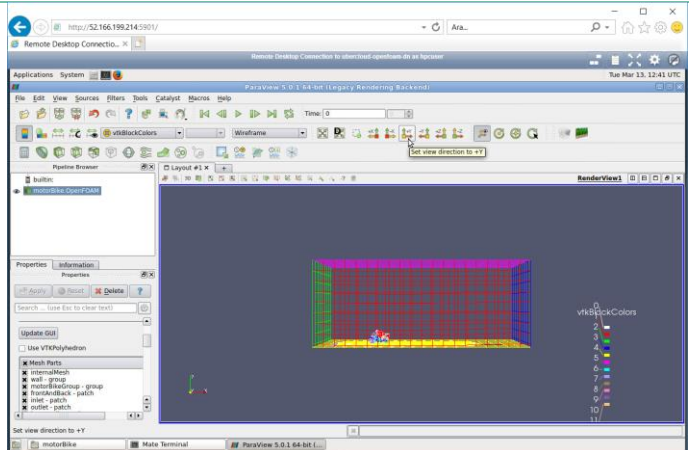 http://52.166.199.214:5901/
Ara...
Remote Desktop Connectio...
Remote Desktop Connection to ubercloud-openfoam-dn as hpcuser
Applications System
Tue Mar 13, 12:41 UTC
ParaView 5.0.1 64-bit (Legacy Rendering Backend)
File Edit View Sources Filters Tools Catalyst Macros Help
Time: 0
vtkBlockColors
Wireframe
Set view direction to +Y
Pipeline Browser
Layout #1
builtin:
RenderView1
motorBike.OpenFOAM
Properties Information
Properties
Apply Reset Delete ?
Search ... (use Esc to clear text)
Update GUI
Use VTKPolyhedron
Mesh Parts
internalMesh
wall - group
motorBikeGroup - group
frontAndBack - patch
inlet - patch
outlet - patch
vtkBlockColors
0
2
3
4
5
6
7
8
9
10
11
Set view direction to +Y
motorBike
Mate Terminal
ParaView 5.0.1 64-bit (...